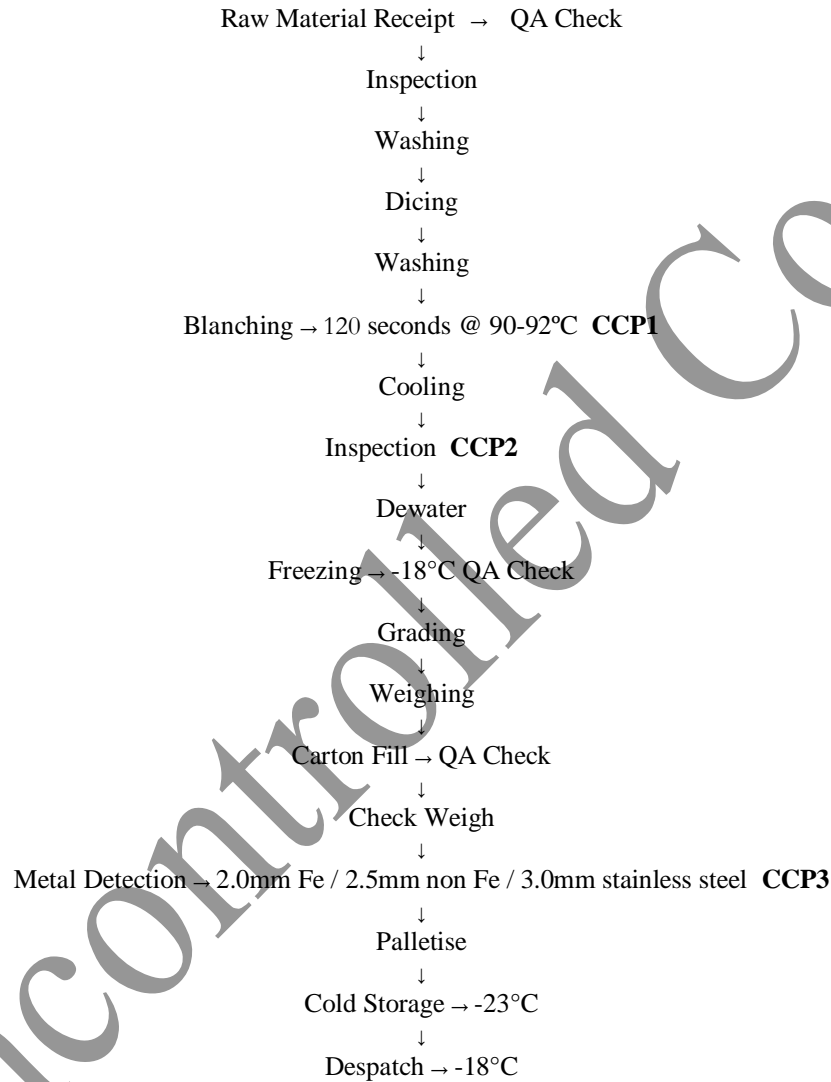 Raw Material Receipt → QA Check
↓
Inspection
↓
Washing
↓
Dicing
↓
Washing
↓
Blanching → 120 seconds @ 90-92ºC CCP1
↓
Cooling
↓
Inspection CCP2
↓
Dewater
↓
Freezing → -18°C QA Check
↓
Grading
↓
Weighing
↓
Carton Fill → QA Check
↓
Check Weigh
↓
Metal Detection → 2.0mm Fe / 2.5mm non Fe / 3.0mm stainless steel CCP3
↓
Palletise
↓
Cold Storage → -23°C
↓
Despatch → -18°C
ncontrolled Co